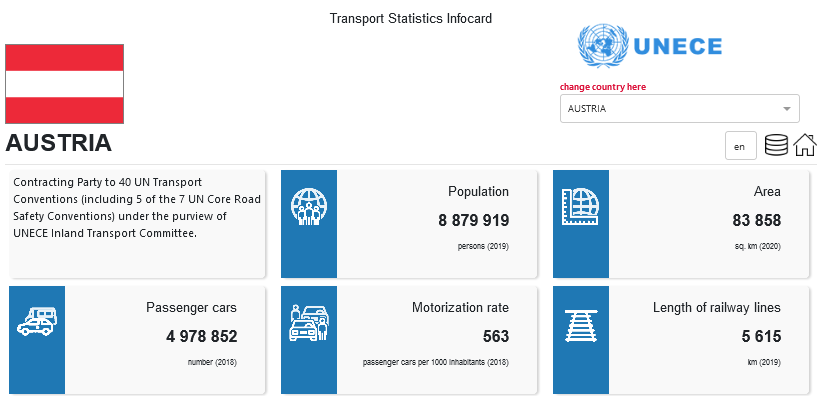 Transport Statistics Infocard
UNECE
change country here
AUSTRIA
AUSTRIA
en
Contracting Party to 40 UN Transport
Conventions (including 5 of the 7 UN Core Road
Safety Conventions) under the purview of
UNECE Inland Transport Committee.
Population
8 879 919
persons (2019)
Area
83 858
sq. km (2020)
Passenger cars
4 978 852
number (2018)
Motorization rate
563
passenger cars per 1000 inhabitants (2018)
Length of railway lines
5 615
km (2019)